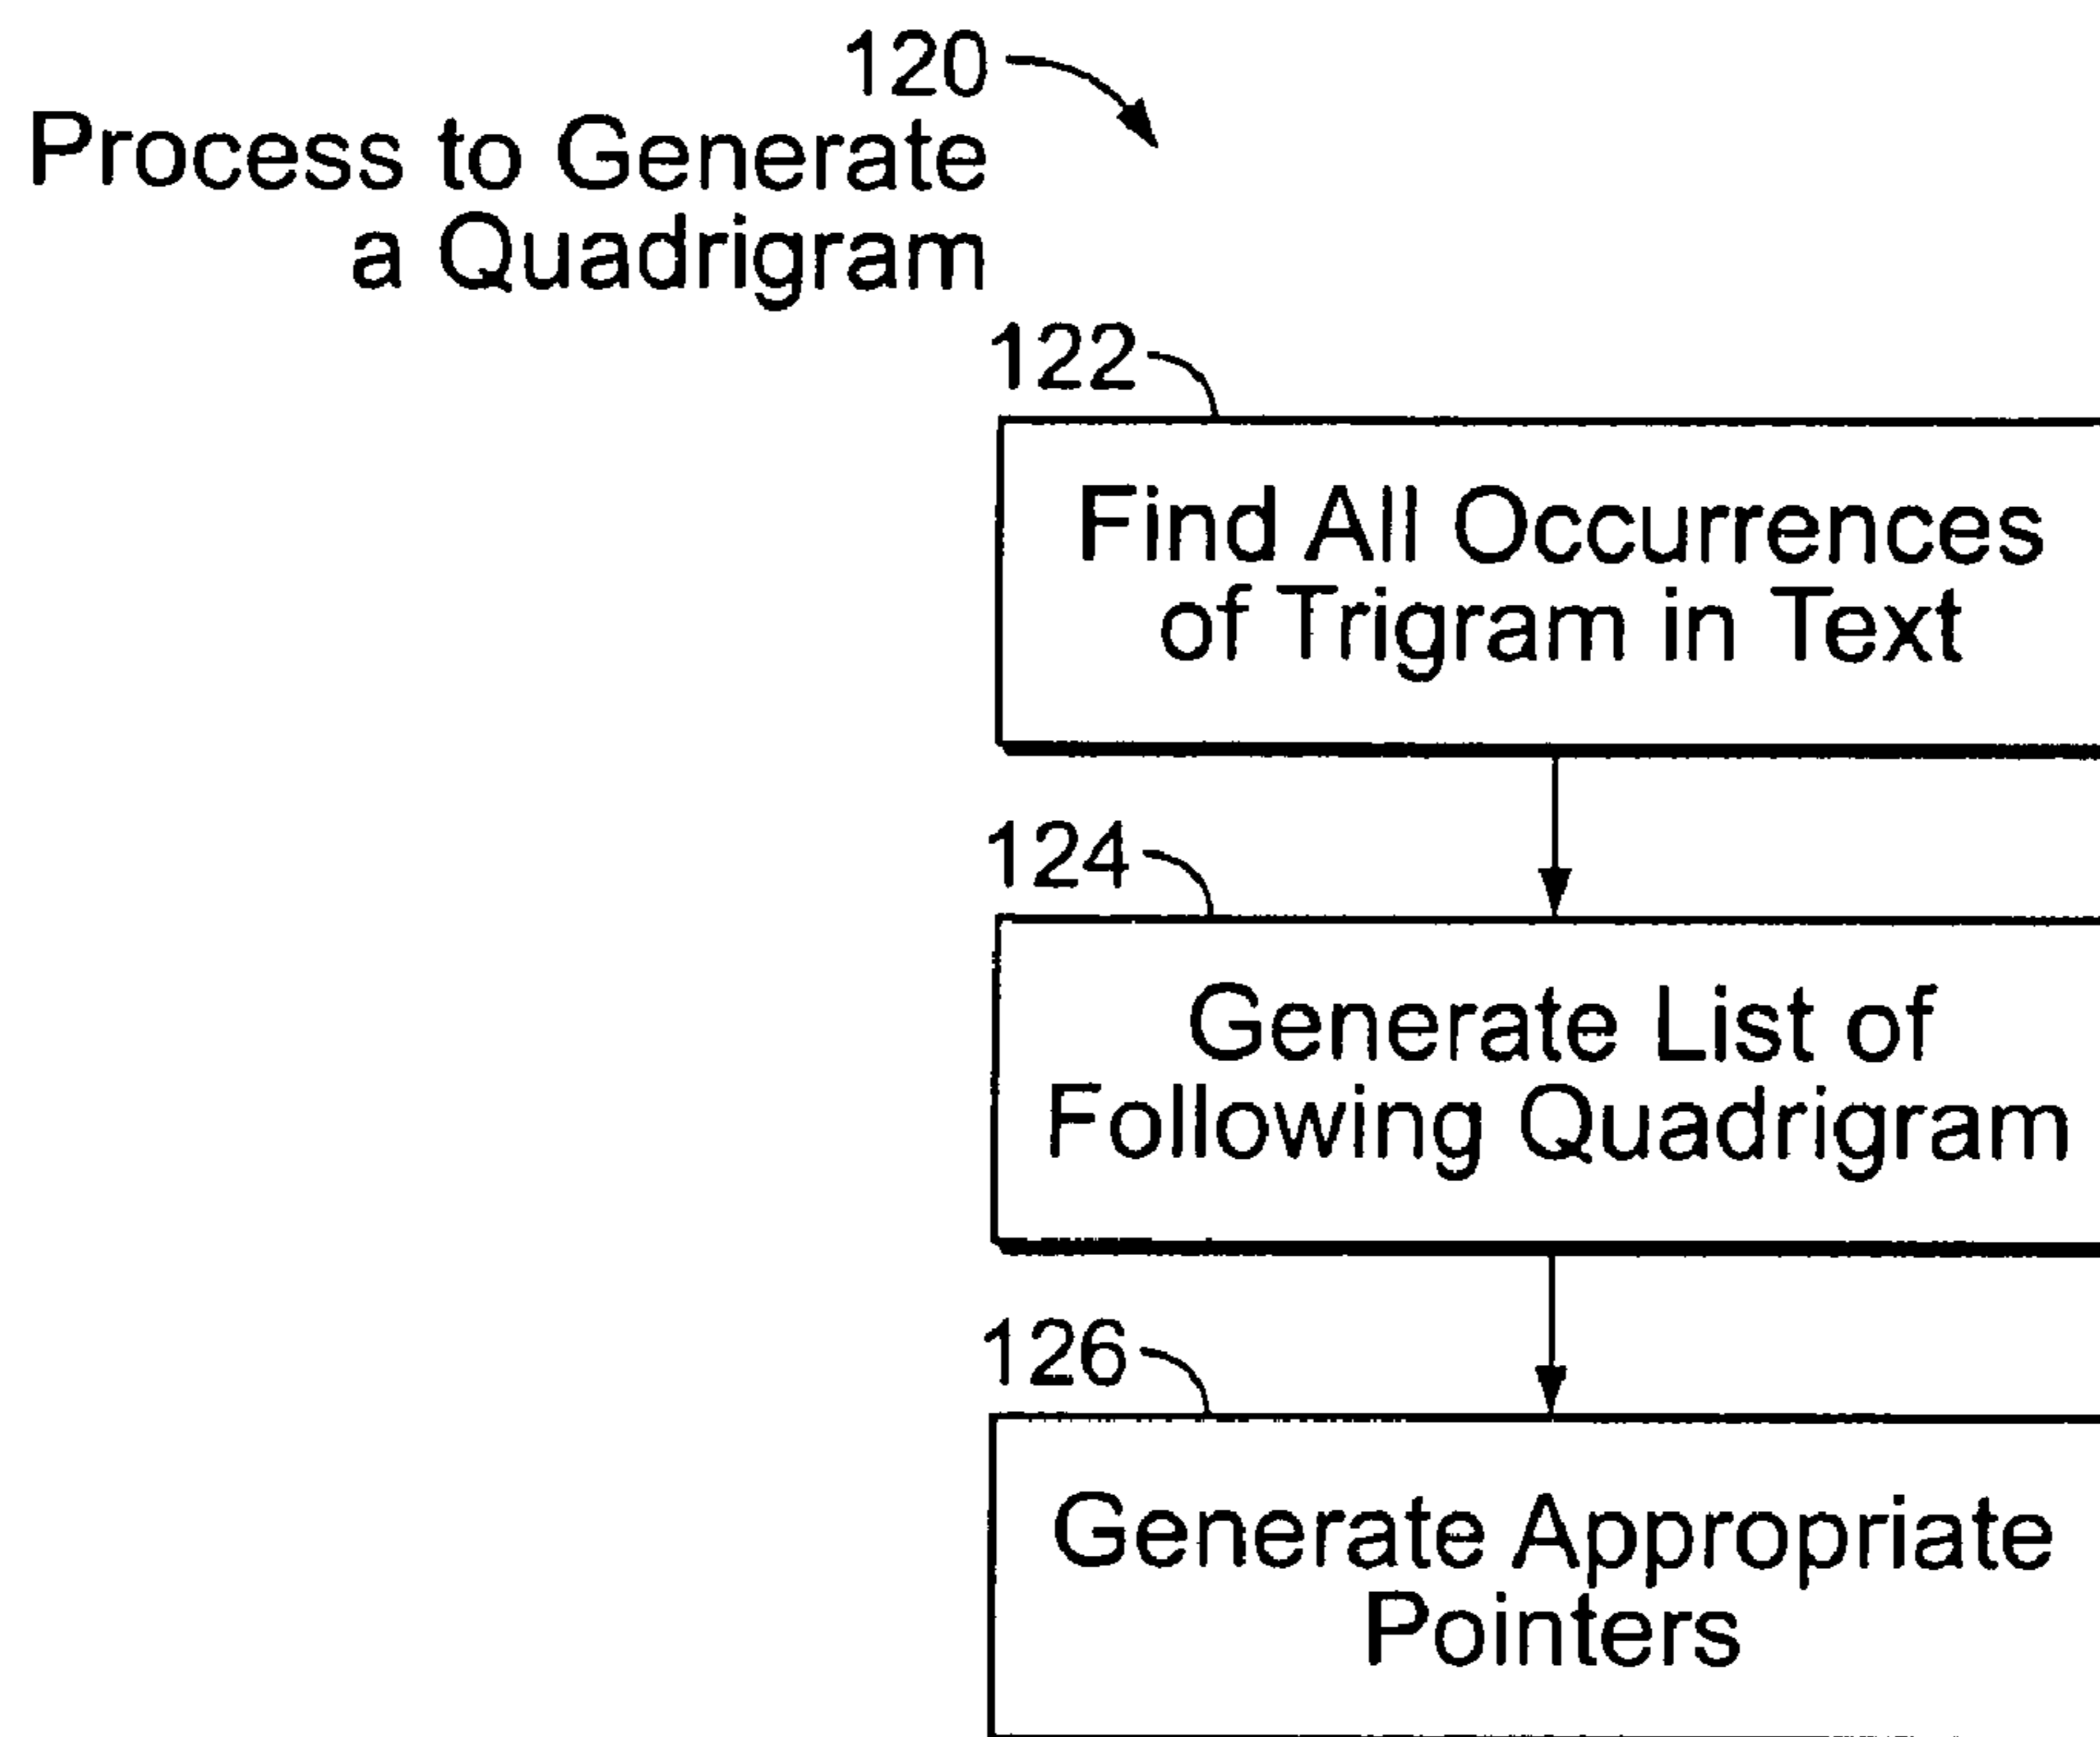 120
Process to Generate
a Quadrigram
122
Find All Occurrences
of Trigram in Text
124
Generate List of
Following Quadrigram
126
Generate Appropriate
Pointers